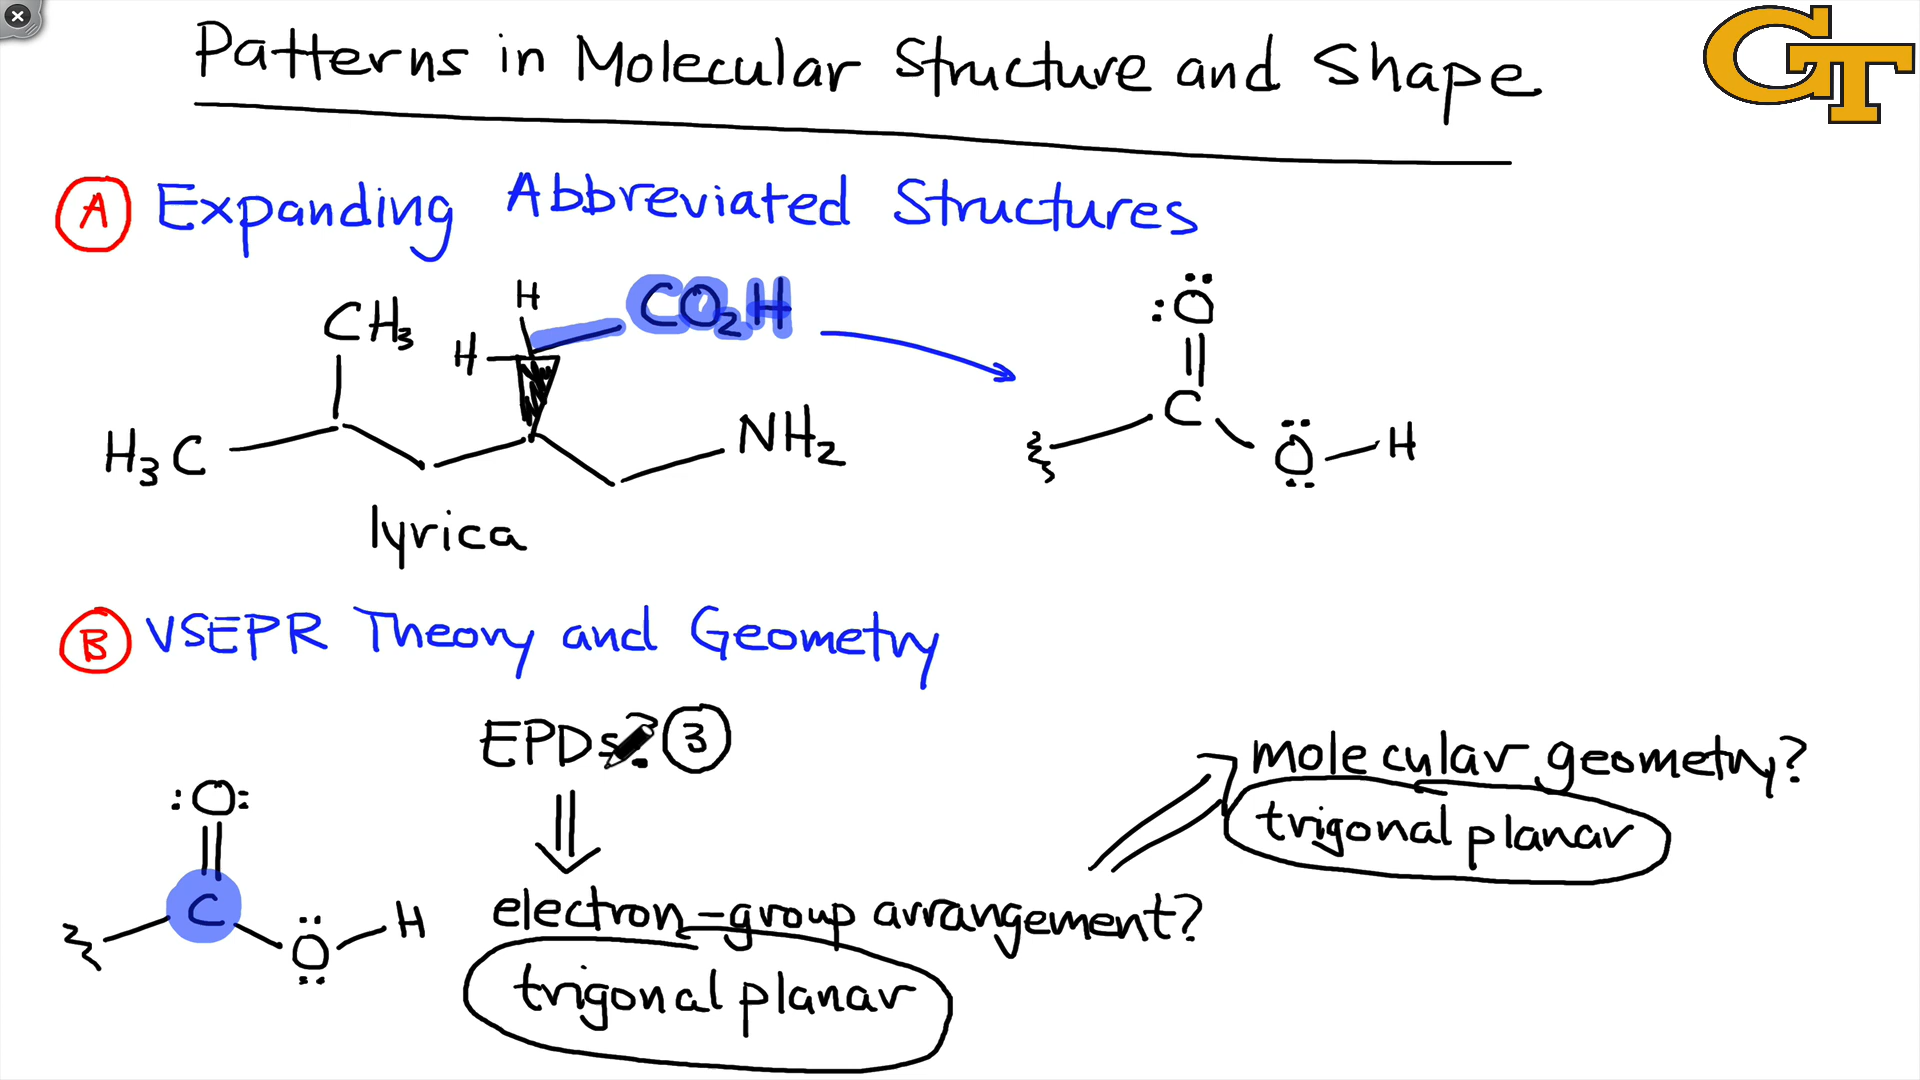 Patterns in Molecular Structure and Shape
GT
A Expanding Abbreviated Structures
CH3 H CO2H
H
H3C NH2
lyrica
:Ö
C
Ö H
B VSEPR Theory and Geometry
EPDs? 3
molecular geometry?
trigonal planar
:O:
C
Ö H
electron-group arrangement?
trigonal planar